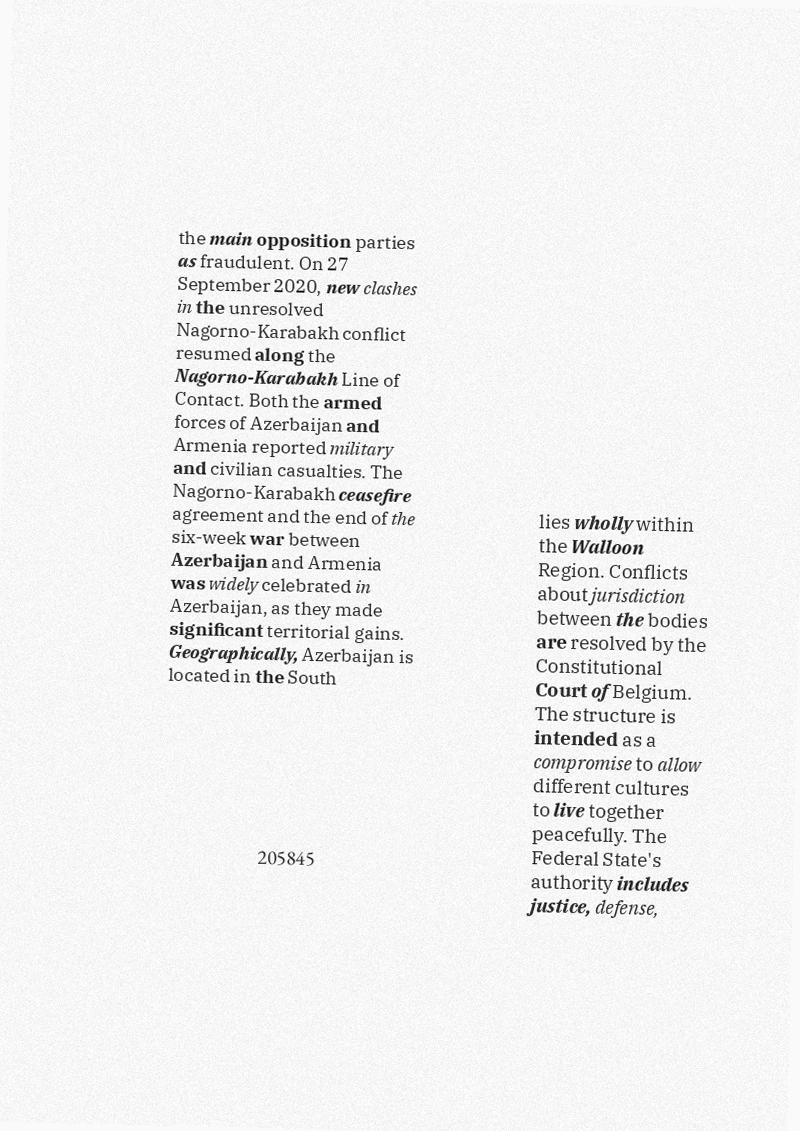 the main opposition parties
as fraudulent. On 27
September 2020, new clashes
in the unresolved
Nagorno-Karabakh conflict
resumed along the
Nagorno-Karabakh Line of
Contact. Both the armed
forces of Azerbaijan and
Armenia reported military
and civilian casualties. The
Nagorno-Karabakh ceasefire
agreement and the end of the
six-week war between
Azerbaijan and Armenia
was widely celebrated in
Azerbaijan, as they made
significant territorial gains.
Geographically, Azerbaijan is
located in the South
205845
lies wholly within
the Walloon
Region. Conflicts
about jurisdiction
between the bodies
are resolved by the
Constitutional
Court of Belgium.
The structure is
intended as a
compromise to allow
different cultures
to live together
peacefully. The
Federal State's
authority includes
justice, defense,